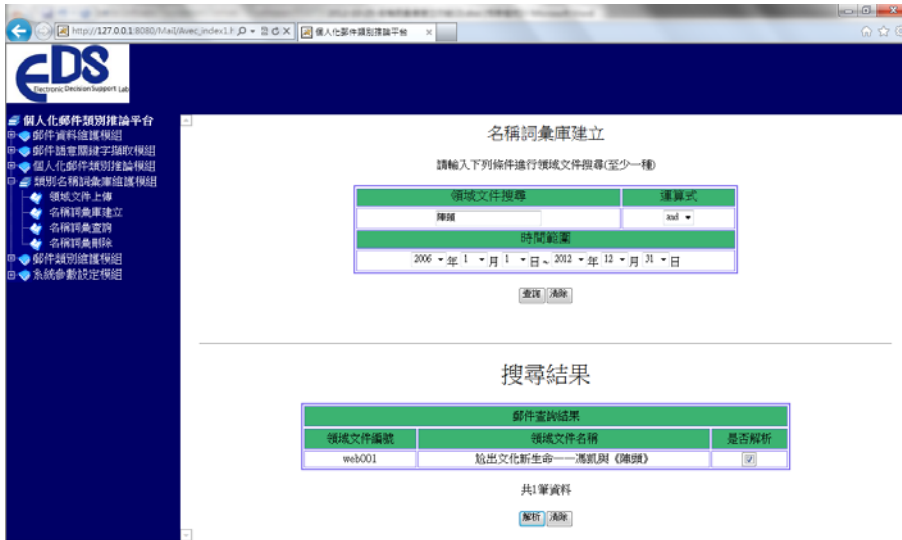 http://127.0.0.1:8080/Mail/Avec_index1.h
個人化郵件類別推論平台
EDS
Electronic Decision Support Lab
個人化郵件類別推論平台
郵件資料維護模組
郵件語意關鍵字擷取模組
個人化郵件類別推論模組
類別名稱詞彙庫維護模組
領域文件上傳
名稱詞彙庫建立
名稱詞彙查詢
名稱詞彙刪除
郵件類別維護模組
系統參數設定模組
名稱詞彙庫建立
請輸入下列條件進行領域文件搜尋(至少一種)
領域文件搜尋 運算式
陣頭 and
時間範圍
2006 年 1 月 1 日 ~ 2012 年 12 月 31 日
查詢 清除
搜尋結果
郵件查詢結果
領域文件編號 領域文件名稱 是否解析
web001 尬出文化新生命——馮凱與《陣頭》
共1筆資料
解析 清除